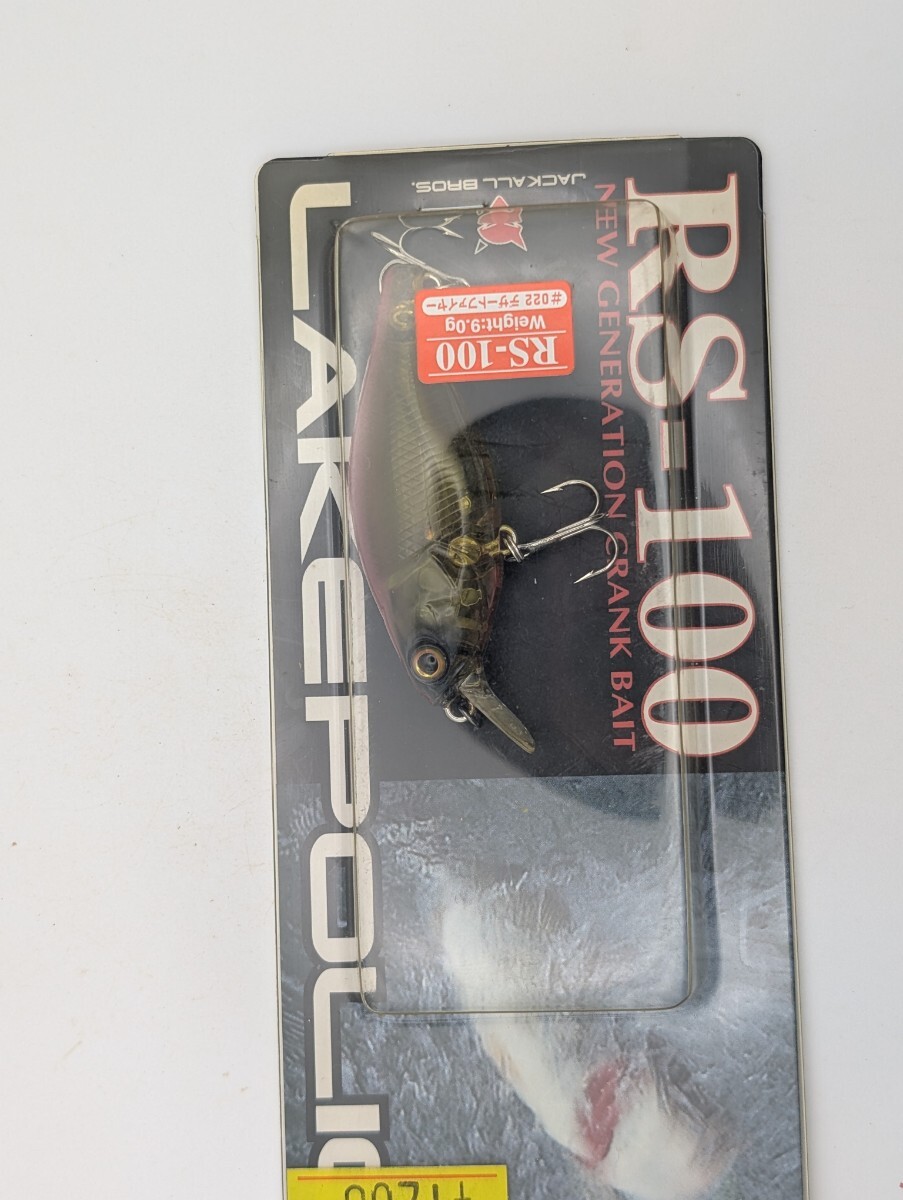 RS-100
NEW GENERATION CRANK BAIT
JACKALL BROS.
LAKEPOLIC
#022 デザートファイヤー
Weight:9.0g
RS-100